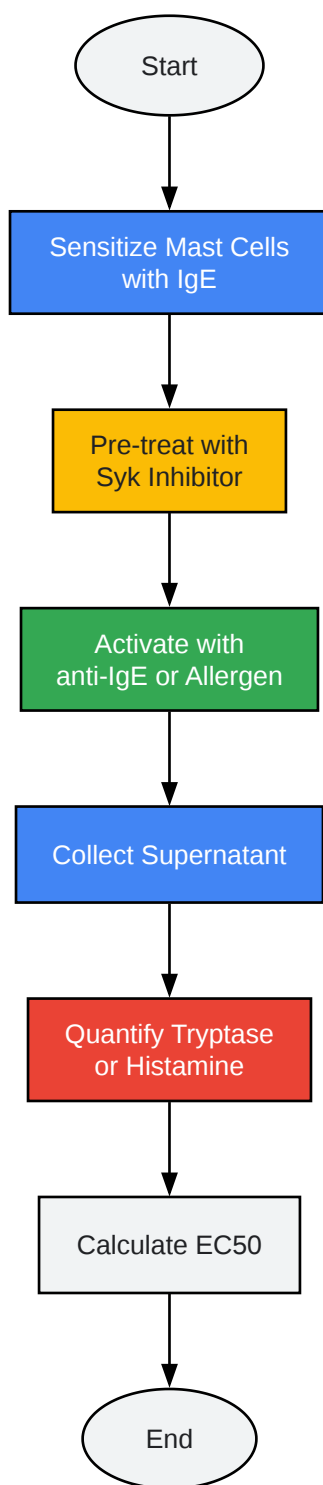 Start
Sensitize Mast Cells
with IgE
Pre-treat with
Syk Inhibitor
Activate with
anti-IgE or Allergen
Collect Supernatant
Quantify Tryptase
or Histamine
Calculate EC50
End